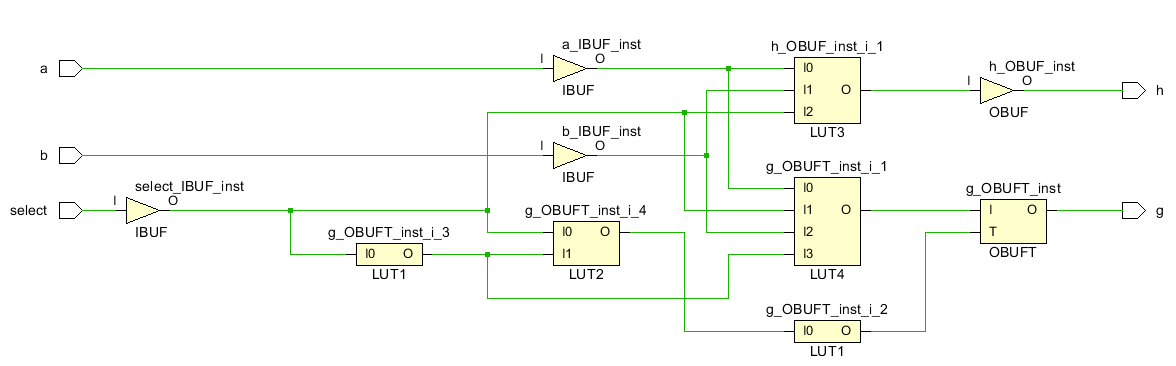 a_IBUF_inst
h_OBUF_inst_i_1
a
I
O
I0
h_OBUF_inst
IBUF
I1
O
I
O
h
I2
OBUF
b_IBUF_inst
LUT3
b
I
O
IBUF
g_OBUFT_inst_i_1
select_IBUF_inst
I0
g_OBUFT_inst
select
I
O
g_OBUFT_inst_i_4
I1
O
I
O
g
IBUF
g_OBUFT_inst_i_3
I0
O
I2
T
I0
O
I1
I3
OBUFT
LUT1
LUT2
LUT4
g_OBUFT_inst_i_2
I0
O
LUT1